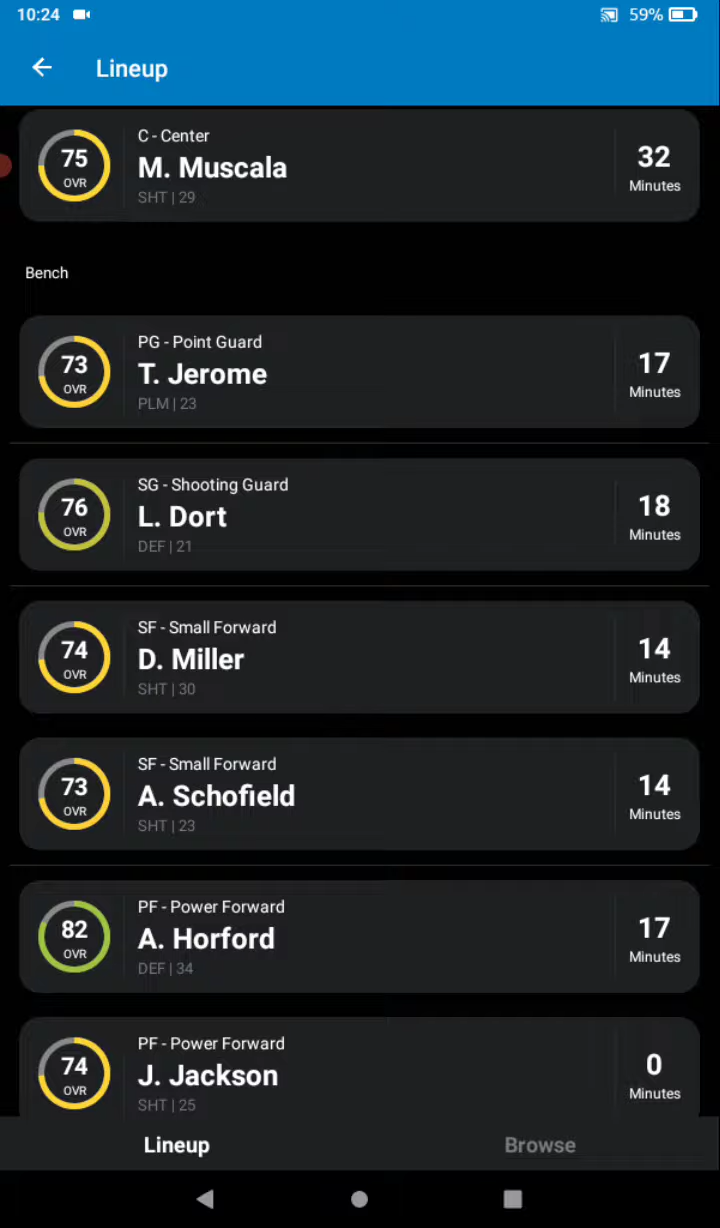 10:24 59%
Lineup
C - Center
75 OVR M. Muscala 32 Minutes
SHT | 29
Bench
PG - Point Guard
73 OVR T. Jerome 17 Minutes
PLM | 23
SG - Shooting Guard
76 OVR L. Dort 18 Minutes
DEF | 21
SF - Small Forward
74 OVR D. Miller 14 Minutes
SHT | 30
SF - Small Forward
73 OVR A. Schofield 14 Minutes
SHT | 23
PF - Power Forward
82 OVR A. Horford 17 Minutes
DEF | 34
PF - Power Forward
74 OVR J. Jackson 0 Minutes
SHT | 25
Lineup Browse